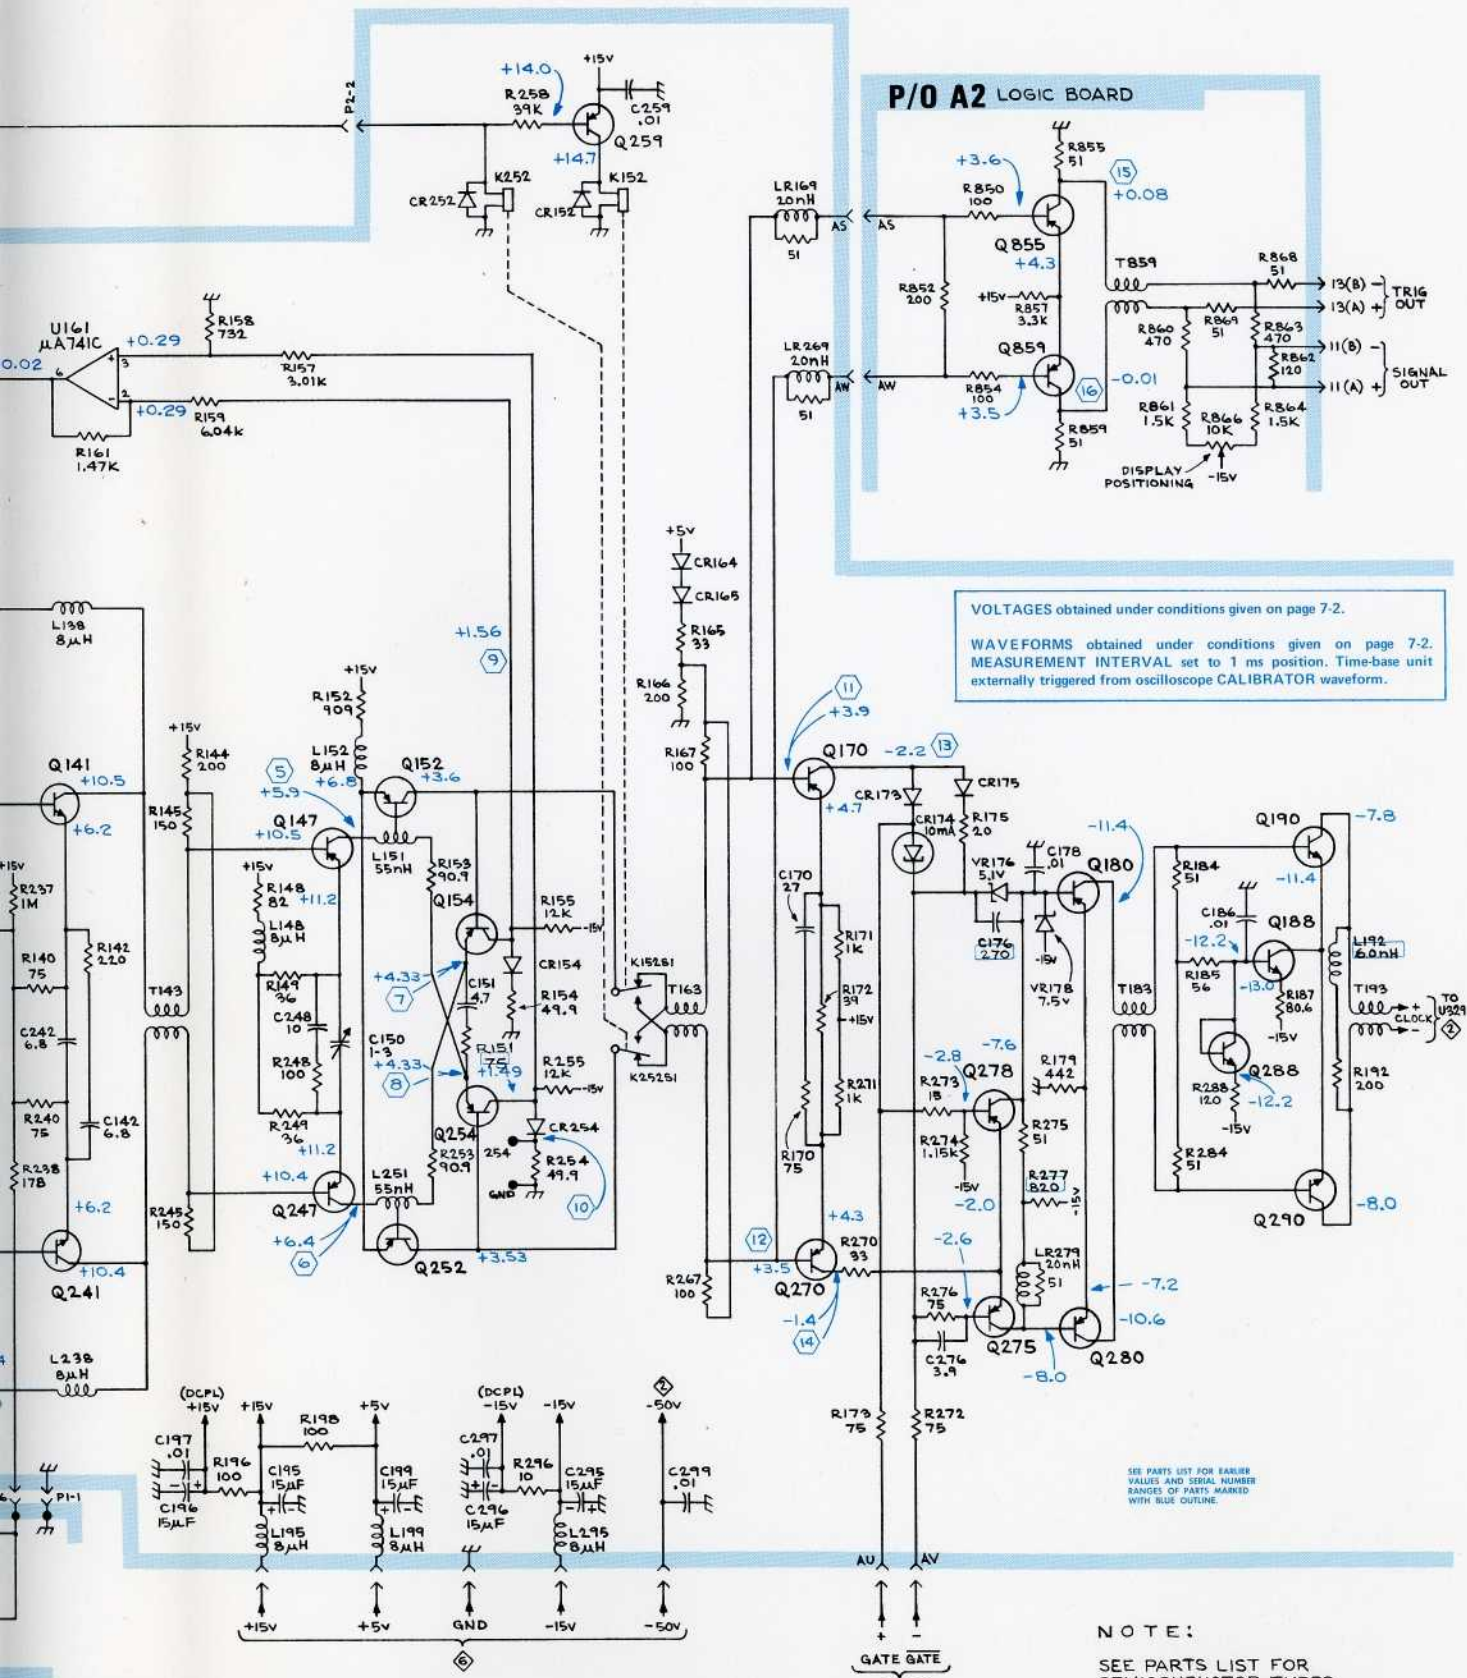 P2-2
+14.0
R258
39K
+15V
C259
.01
Q259
+14.7
K252
CR252
K152
CR152
P/O A2 LOGIC BOARD
R855
51
15
+0.08
+3.6
R850
100
Q855
+4.3
LR169
20nH
51
AS
AS
R852
200
+15V
R857
3.3K
Q859
T859
R868
51
13(B) -
13(A) +
TRIG
OUT
R869
51
R860
470
R863
470
R862
120
11(B) -
11(A) +
SIGNAL
OUT
LR269
20nH
51
AW
AW
R854
100
+3.5
16
-0.01
R859
51
R861
1.5K
R866
10K
R864
1.5K
DISPLAY
POSITIONING
-15V
U161
µA741C
0.02
6
+
3
-
2
+0.29
+0.29
R158
732
R157
3.01K
R159
6.04K
R161
1.47K
VOLTAGES obtained under conditions given on page 7-2.
WAVEFORMS obtained under conditions given on page 7-2.
MEASUREMENT INTERVAL set to 1 ms position. Time-base unit
externally triggered from oscilloscope CALIBRATOR waveform.
L138
8µH
+1.56
9
+5V
CR164
CR165
R165
33
R166
200
R167
100
11
+3.9
+15V
R152
909
L152
8µH
+6.8
Q152
+3.6
5
+5.9
+15V
R144
200
R145
150
Q141
+10.5
+6.2
Q147
+10.5
+11.2
L151
55nH
R153
90.9
Q154
+15V
R148
82
L148
8µH
R149
36
C248
10
R248
100
C150
1-3
R249
36
+11.2
+15V
R237
1M
R140
75
R142
220
C242
6.8
R240
75
C142
6.8
R238
178
T143
+4.33
7
C151
4.7
R151
75
+4.33
8
+1.49
R155
12K
-15V
CR154
R154
49.9
R255
12K
-15V
CR254
R254
49.9
254
GND
10
Q254
R253
90.9
L251
55nH
+10.4
Q247
+6.4
6
Q252
+3.53
R245
150
+6.2
+10.4
Q241
L238
8µH
K152S1
K252S1
T163
R267
100
12
+3.5
Q270
+4.3
R270
33
-1.4
14
Q170
+4.7
-2.2
13
CR173
CR175
CR174
10mA
R175
20
C170
27
R171
1K
R172
39
+15V
R271
1K
R170
75
VR176
5.1V
C178
.01
C176
270
-15V
VR178
7.5V
Q180
-11.4
-7.6
-2.8
R273
15
Q278
R274
1.15K
-15V
-2.0
-2.6
R179
442
R275
51
R277
820
-15V
LR279
20nH
51
R276
75
C276
3.9
Q275
-8.0
Q280
-7.2
-10.6
T183
R184
51
R185
56
R284
51
C186
.01
-12.2
-13.0
Q188
R187
80.6
-15V
Q288
R288
120
-12.2
-15V
Q190
-7.8
-11.4
L192
60nH
T193
+
CLOCK
-
TO
U329
2
R192
200
Q290
-8.0
R173
75
R272
75
(DCPL)
+15V
C197
.01
C196
15µF
R196
100
+15V
C195
15µF
L195
8µH
R198
100
+5V
C199
15µF
L199
8µH
(DCPL)
-15V
C297
.01
C296
15µF
R296
10
-15V
C295
15µF
L295
8µH
2
-50V
C299
.01
P1-1
+15V
+5V
GND
-15V
-50V
6
AU
AV
+
-
GATE GATE
SEE PARTS LIST FOR EARLIER
VALUES AND SERIAL NUMBER
RANGES OF PARTS MARKED
WITH BLUE OUTLINE.
NOTE:
SEE PARTS LIST FOR